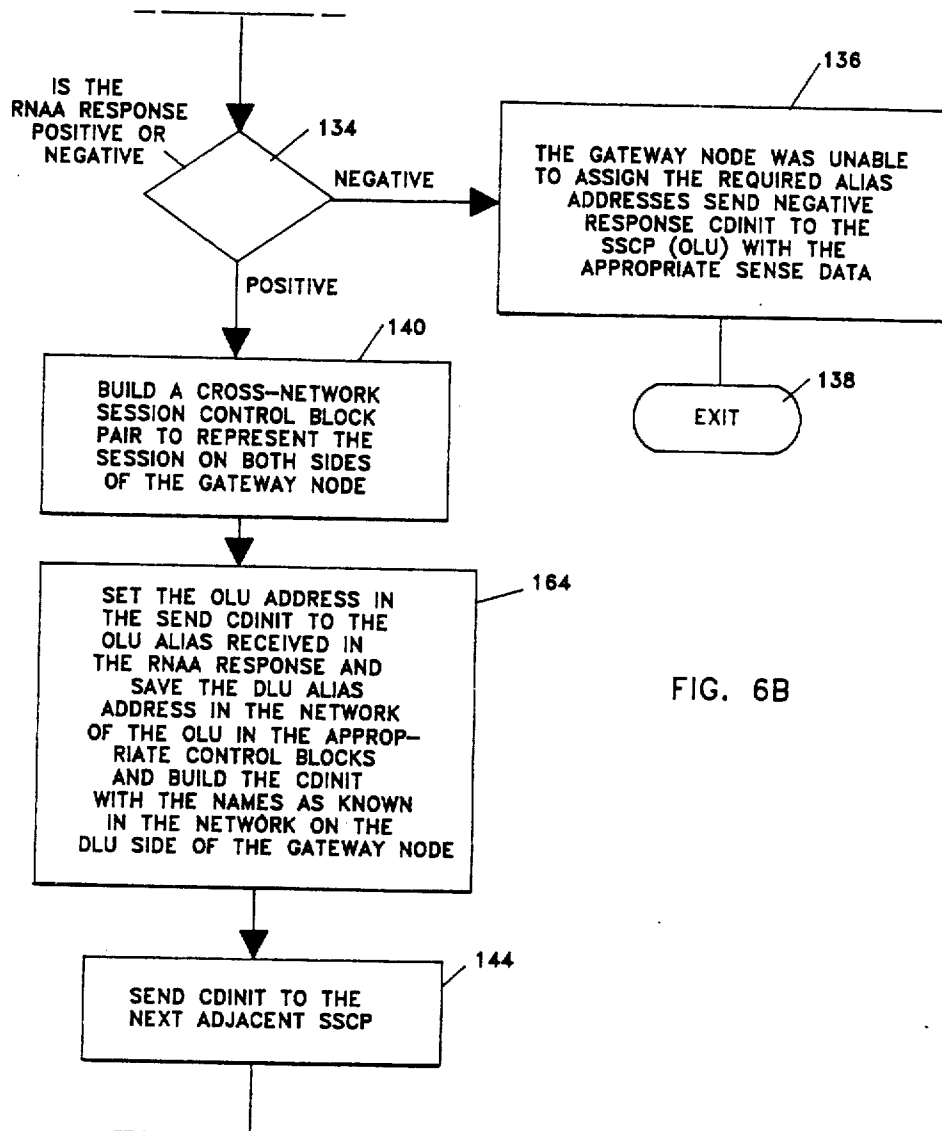 IS THE
RNAA RESPONSE
POSITIVE OR
NEGATIVE
134
NEGATIVE
POSITIVE
136
THE GATEWAY NODE WAS UNABLE
TO ASSIGN THE REQUIRED ALIAS
ADDRESSES SEND NEGATIVE
RESPONSE CDINIT TO THE
SSCP (OLU) WITH THE
APPROPRIATE SENSE DATA
138
EXIT
140
BUILD A CROSS-NETWORK
SESSION CONTROL BLOCK
PAIR TO REPRESENT THE
SESSION ON BOTH SIDES
OF THE GATEWAY NODE
164
SET THE OLU ADDRESS IN
THE SEND CDINIT TO THE
OLU ALIAS RECEIVED IN
THE RNAA RESPONSE AND
SAVE THE DLU ALIAS
ADDRESS IN THE NETWORK
OF THE OLU IN THE APPROP-
RIATE CONTROL BLOCKS
AND BUILD THE CDINIT
WITH THE NAMES AS KNOWN
IN THE NETWORK ON THE
DLU SIDE OF THE GATEWAY NODE
FIG. 6B
144
SEND CDINIT TO THE
NEXT ADJACENT SSCP